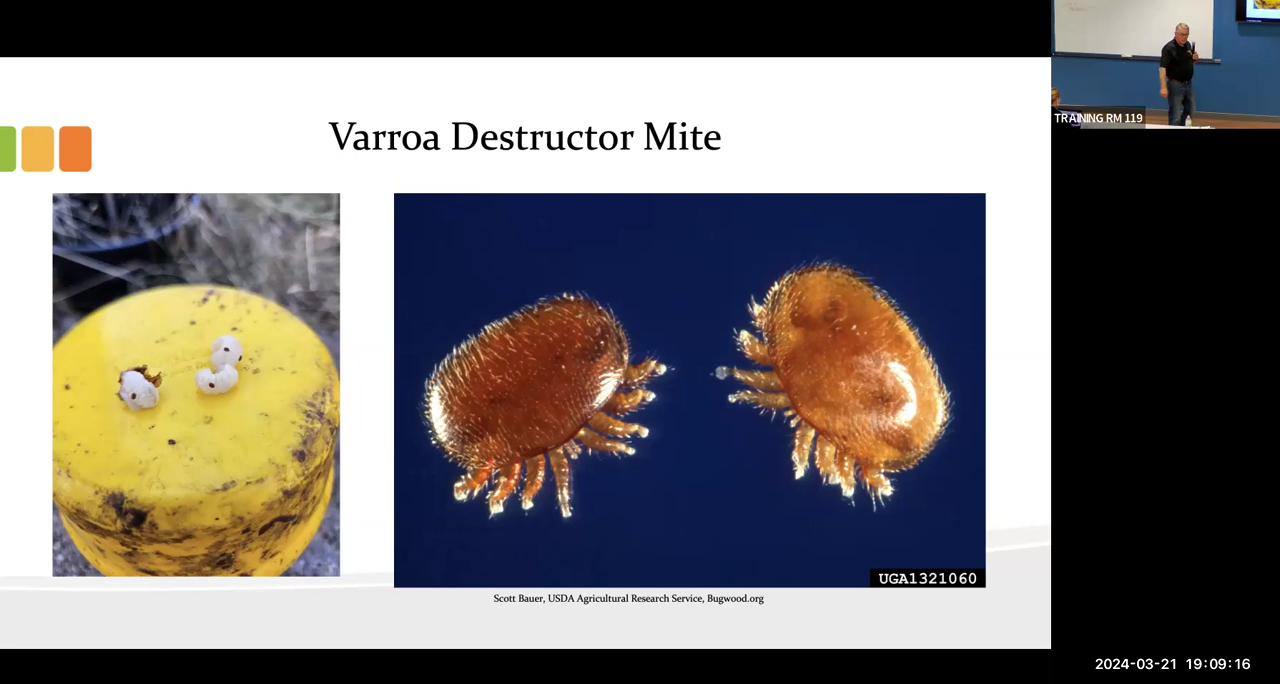 Varroa Destructor Mite
TRAINING RM 119
UGA1321060
Scott Bauer, USDA Agricultural Research Service, Bugwood.org
2024-03-21 19:09:16